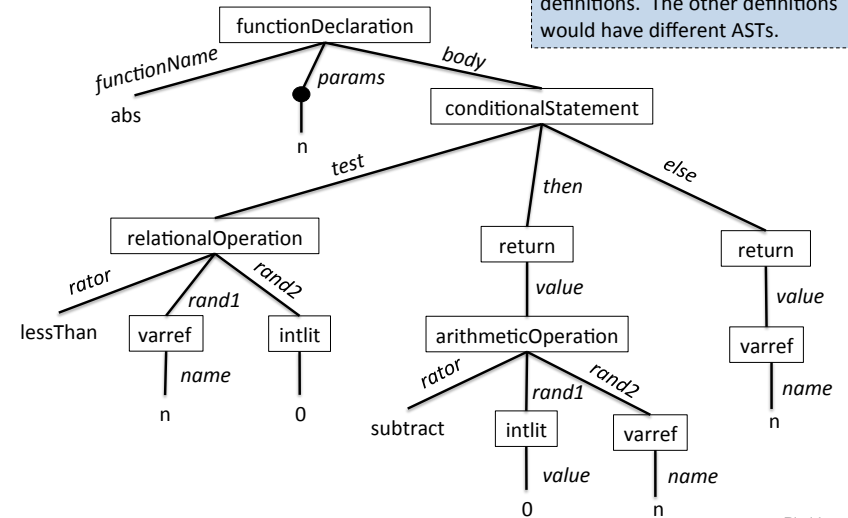 definitions. The other definitions
would have different ASTs.
functionDeclaration
functionName
params
body
abs
n
conditionalStatement
test
then
else
relationalOperation
return
return
rator
rand1
rand2
value
value
lessThan
varref
intlit
arithmeticOperation
varref
name
rator
rand1
rand2
name
n
0
subtract
intlit
varref
n
value
name
0
n